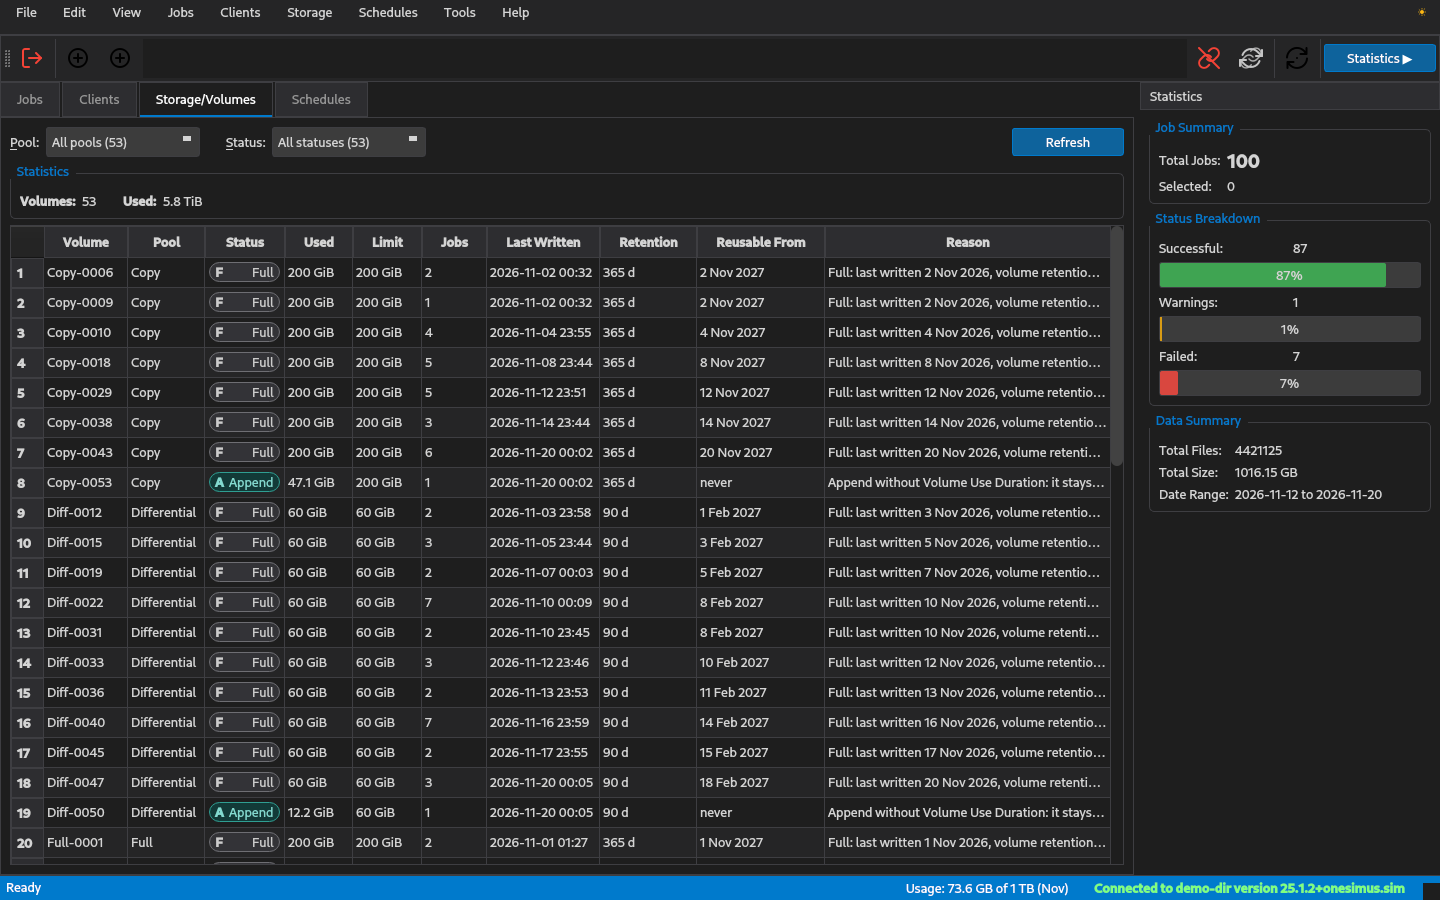 File Edit View Jobs Clients Storage Schedules Tools Help
Statistics ▶
Jobs Clients Storage/Volumes Schedules
Statistics
Pool: All pools (53) Status: All statuses (53) Refresh
Statistics
Volumes: 53 Used: 5.8 TiB
Volume Pool Status Used Limit Jobs Last Written Retention Reusable From Reason
1 Copy-0006 Copy F Full 200 GiB 200 GiB 2 2026-11-02 00:32 365 d 2 Nov 2027 Full: last written 2 Nov 2026, volume retentio...
2 Copy-0009 Copy F Full 200 GiB 200 GiB 1 2026-11-02 00:32 365 d 2 Nov 2027 Full: last written 2 Nov 2026, volume retentio...
3 Copy-0010 Copy F Full 200 GiB 200 GiB 4 2026-11-04 23:55 365 d 4 Nov 2027 Full: last written 4 Nov 2026, volume retentio...
4 Copy-0018 Copy F Full 200 GiB 200 GiB 5 2026-11-08 23:44 365 d 8 Nov 2027 Full: last written 8 Nov 2026, volume retentio...
5 Copy-0029 Copy F Full 200 GiB 200 GiB 5 2026-11-12 23:51 365 d 12 Nov 2027 Full: last written 12 Nov 2026, volume retentio...
6 Copy-0038 Copy F Full 200 GiB 200 GiB 3 2026-11-14 23:44 365 d 14 Nov 2027 Full: last written 14 Nov 2026, volume retentio...
7 Copy-0043 Copy F Full 200 GiB 200 GiB 6 2026-11-20 00:02 365 d 20 Nov 2027 Full: last written 20 Nov 2026, volume retenti...
8 Copy-0053 Copy A Append 47.1 GiB 200 GiB 1 2026-11-20 00:02 365 d never Append without Volume Use Duration: it stays...
9 Diff-0012 Differential F Full 60 GiB 60 GiB 2 2026-11-03 23:58 90 d 1 Feb 2027 Full: last written 3 Nov 2026, volume retentio...
10 Diff-0015 Differential F Full 60 GiB 60 GiB 3 2026-11-05 23:44 90 d 3 Feb 2027 Full: last written 5 Nov 2026, volume retentio...
11 Diff-0019 Differential F Full 60 GiB 60 GiB 2 2026-11-07 00:03 90 d 5 Feb 2027 Full: last written 7 Nov 2026, volume retentio...
12 Diff-0022 Differential F Full 60 GiB 60 GiB 7 2026-11-10 00:09 90 d 8 Feb 2027 Full: last written 10 Nov 2026, volume retenti...
13 Diff-0031 Differential F Full 60 GiB 60 GiB 2 2026-11-10 23:45 90 d 8 Feb 2027 Full: last written 10 Nov 2026, volume retenti...
14 Diff-0033 Differential F Full 60 GiB 60 GiB 3 2026-11-12 23:46 90 d 10 Feb 2027 Full: last written 12 Nov 2026, volume retentio...
15 Diff-0036 Differential F Full 60 GiB 60 GiB 2 2026-11-13 23:53 90 d 11 Feb 2027 Full: last written 13 Nov 2026, volume retentio...
16 Diff-0040 Differential F Full 60 GiB 60 GiB 7 2026-11-16 23:59 90 d 14 Feb 2027 Full: last written 16 Nov 2026, volume retentio...
17 Diff-0045 Differential F Full 60 GiB 60 GiB 2 2026-11-17 23:55 90 d 15 Feb 2027 Full: last written 17 Nov 2026, volume retentio...
18 Diff-0047 Differential F Full 60 GiB 60 GiB 3 2026-11-20 00:05 90 d 18 Feb 2027 Full: last written 20 Nov 2026, volume retenti...
19 Diff-0050 Differential A Append 12.2 GiB 60 GiB 1 2026-11-20 00:05 90 d never Append without Volume Use Duration: it stays...
20 Full-0001 Full F Full 200 GiB 200 GiB 2 2026-11-01 01:27 365 d 1 Nov 2027 Full: last written 1 Nov 2026, volume retention...
Job Summary
Total Jobs: 100
Selected: 0
Status Breakdown
Successful: 87
87%
Warnings: 1
1%
Failed: 7
7%
Data Summary
Total Files: 4421125
Total Size: 1016.15 GB
Date Range: 2026-11-12 to 2026-11-20
Ready Usage: 73.6 GB of 1 TB (Nov) Connected to demo-dir version 25.1.2+onesimus.sim